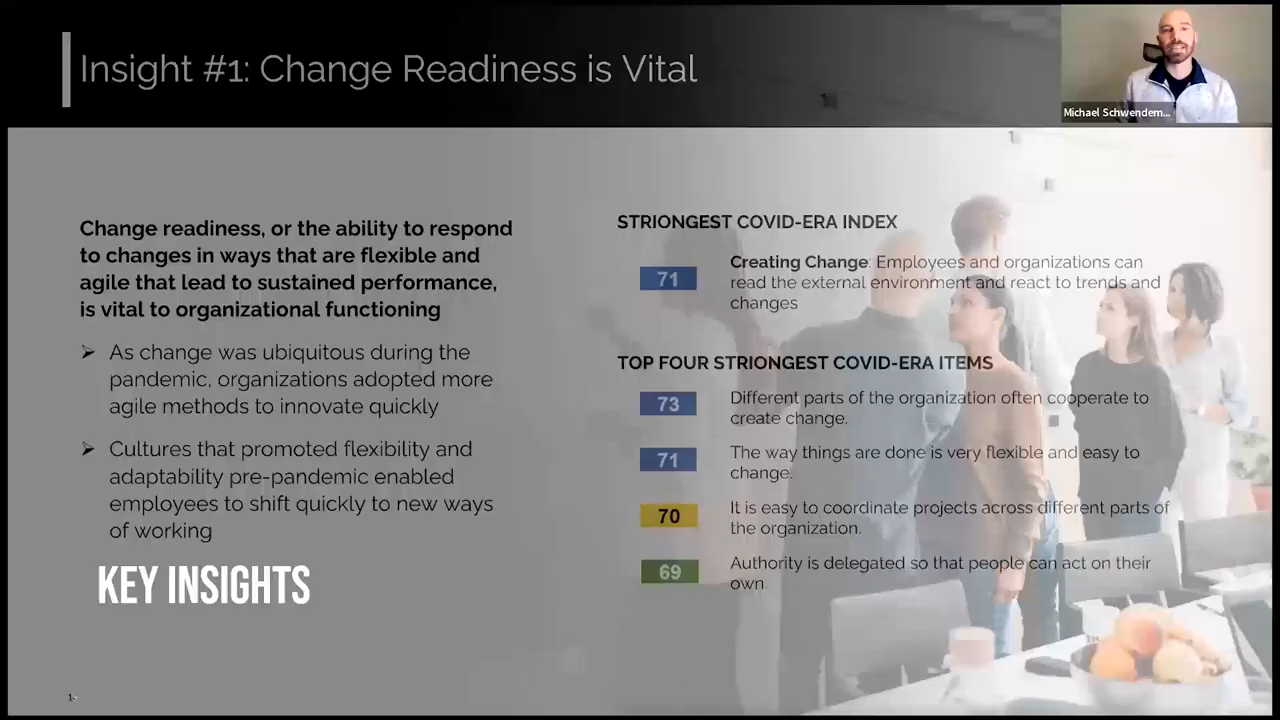 Insight #1: Change Readiness is Vital
Michael Schwendem...
Change readiness, or the ability to respond
to changes in ways that are flexible and
agile that lead to sustained performance,
is vital to organizational functioning
➢ As change was ubiquitous during the
pandemic, organizations adopted more
agile methods to innovate quickly
➢ Cultures that promoted flexibility and
adaptability pre-pandemic enabled
employees to shift quickly to new ways
of working
KEY INSIGHTS
STRIONGEST COVID-ERA INDEX
71 Creating Change: Employees and organizations can
read the external environment and react to trends and
changes
TOP FOUR STRIONGEST COVID-ERA ITEMS
73 Different parts of the organization often cooperate to
create change.
71 The way things are done is very flexible and easy to
change.
70 It is easy to coordinate projects across different parts of
the organization.
69 Authority is delegated so that people can act on their
own.